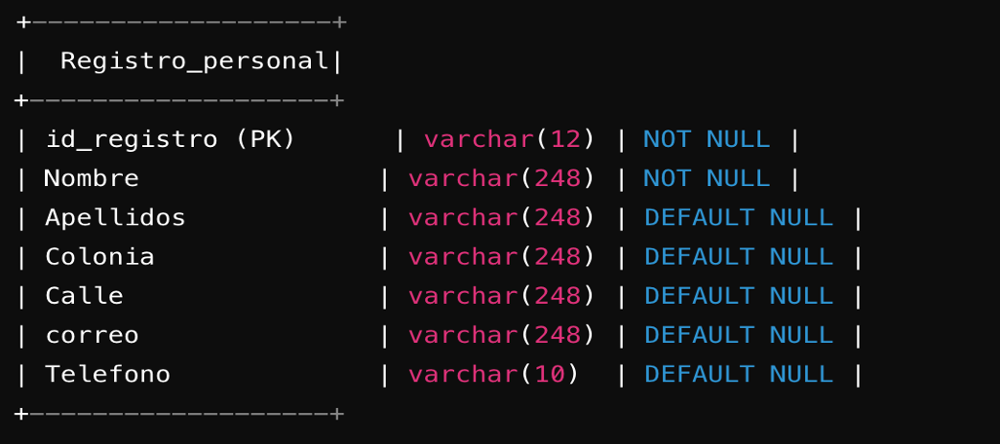 +-------------------+
|  Registro_personal|
+-------------------+
| id_registro (PK)      | varchar(12) | NOT NULL |
| Nombre               | varchar(248) | NOT NULL |
| Apellidos            | varchar(248) | DEFAULT NULL |
| Colonia              | varchar(248) | DEFAULT NULL |
| Calle                | varchar(248) | DEFAULT NULL |
| correo               | varchar(248) | DEFAULT NULL |
| Telefono             | varchar(10)  | DEFAULT NULL |
+-------------------+